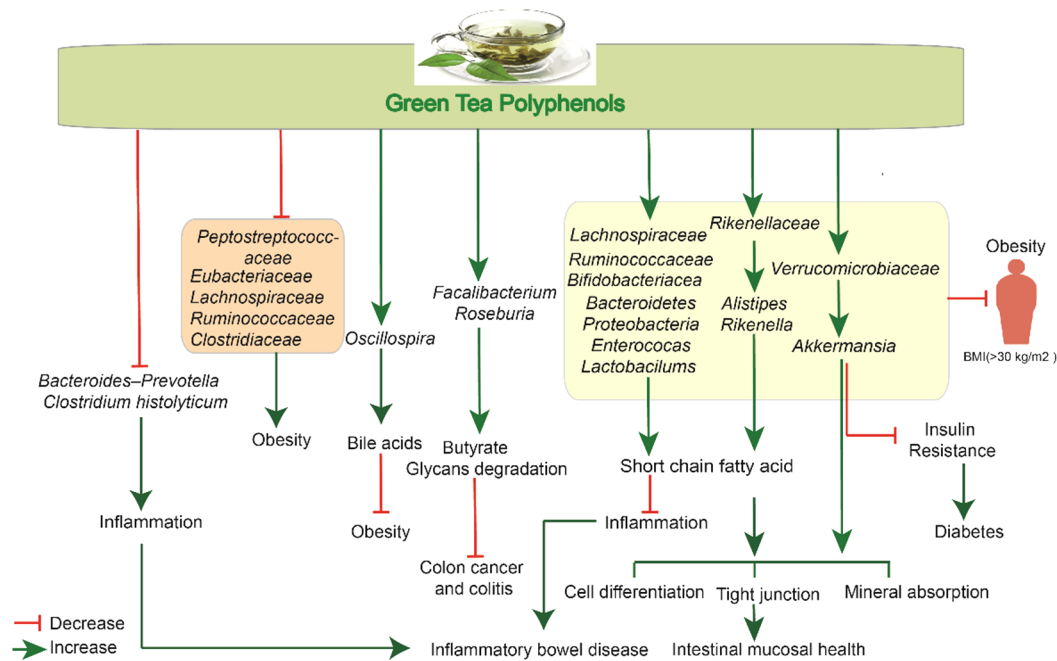 Green Tea Polyphenols
Peptostreptococc-
aceae
Eubacteriaceae
Lachnospiraceae
Ruminococcaceae
Clostridiaceae
Lachnospiraceae
Ruminococcaceae
Bifidobacteriacea
Bacteroidetes
Proteobacteria
Enterococas
Lactobacilums
Rikenellaceae
Alistipes
Rikenella
Verrucomicrobiaceae
Akkermansia
Obesity
BMI(>30 kg/m2 )
Facalibacterium
Roseburia
Oscillospira
Bacteroides–Prevotella
Clostridium histolyticum
Obesity
Bile acids
Butyrate
Glycans degradation
Short chain fatty acid
Insulin
Resistance
Inflammation
Obesity
Inflammation
Diabetes
Colon cancer
and colitis
Cell differentiation
Tight junction
Mineral absorption
Decrease
Increase
Inflammatory bowel disease
Intestinal mucosal health